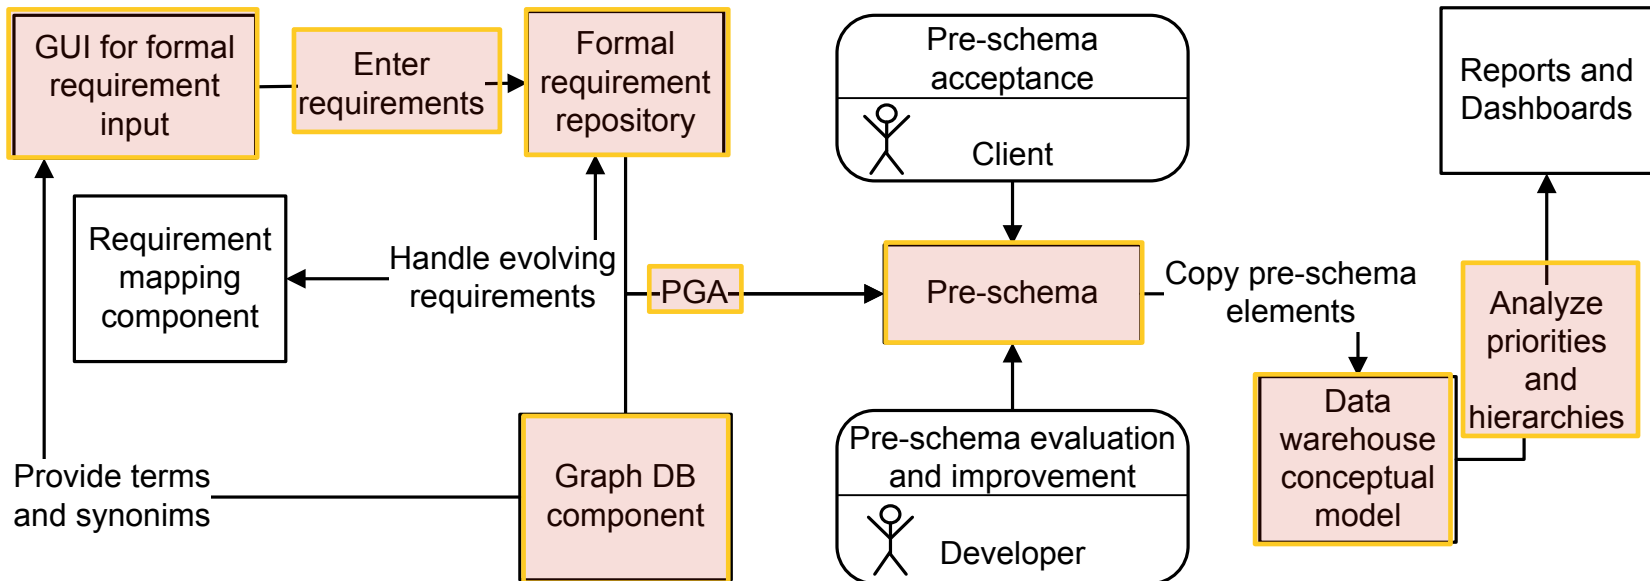 GUI for formal
requirement
input
Enter
requirements
Formal
requirement
repository
Pre-schema
acceptance
Client
Reports and
Dashboards
Requirement
mapping
component
Handle evolving
requirements
PGA
Pre-schema
Copy pre-schema
elements
Analyze
priorities
and
hierarchies
Provide terms
and synonims
Graph DB
component
Pre-schema evaluation
and improvement
Developer
Data
warehouse
conceptual
model